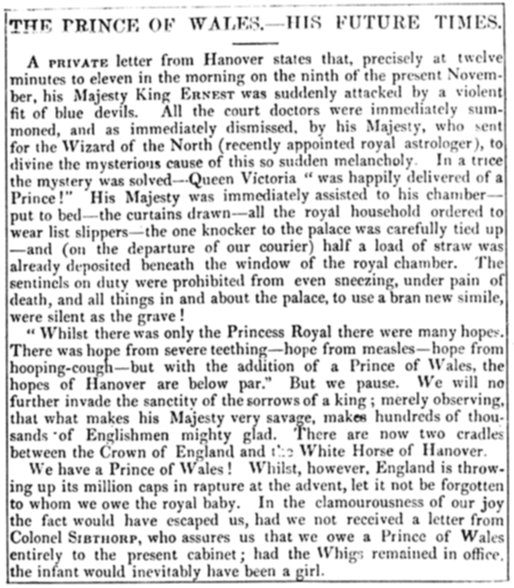 THE PRINCE OF WALES.—HIS FUTURE TIMES.
A PRIVATE letter from Hanover states that, precisely at twelve
minutes to eleven in the morning on the ninth of the present Novem-
ber, his Majesty King ERNEST was suddenly attacked by a violent
fit of blue devils. All the court doctors were immediately sum-
moned, and as immediately dismissed, by his Majesty, who sent
for the Wizard of the North (recently appointed royal astrologer), to
divine the mysterious cause of this so sudden melancholy. In a trice
the mystery was solved—Queen Victoria "was happily delivered of a
Prince!" His Majesty was immediately assisted to his chamber—
put to bed—the curtains drawn—all the royal household ordered to
wear list slippers—the one knocker to the palace was carefully tied up
—and (on the departure of our courier) half a load of straw was
already deposited beneath the window of the royal chamber. The
sentinels on duty were prohibited from even sneezing, under pain of
death, and all things in and about the palace, to use a bran new simile,
were silent as the grave!
"Whilst there was only the Princess Royal there were many hopes.
There was hope from severe teething—hope from measles—hope from
hooping-cough—but with the addition of a Prince of Wales, the
hopes of Hanover are below par." But we pause. We will no
further invade the sanctity of the sorrows of a king; merely observing,
that what makes his Majesty very savage, makes hundreds of thou-
sands of Englishmen mighty glad. There are now two cradles
between the Crown of England and the White Horse of Hanover.
We have a Prince of Wales! Whilst, however, England is throw-
ing up its million caps in rapture at the advent, let it not be forgotten
to whom we owe the royal baby. In the clamourousness of our joy
the fact would have escaped us, had we not received a letter from
Colonel SIBTHORP, who assures us that we owe a Prince of Wales
entirely to the present cabinet; had the Whigs remained in office,
the infant would inevitably have been a girl.